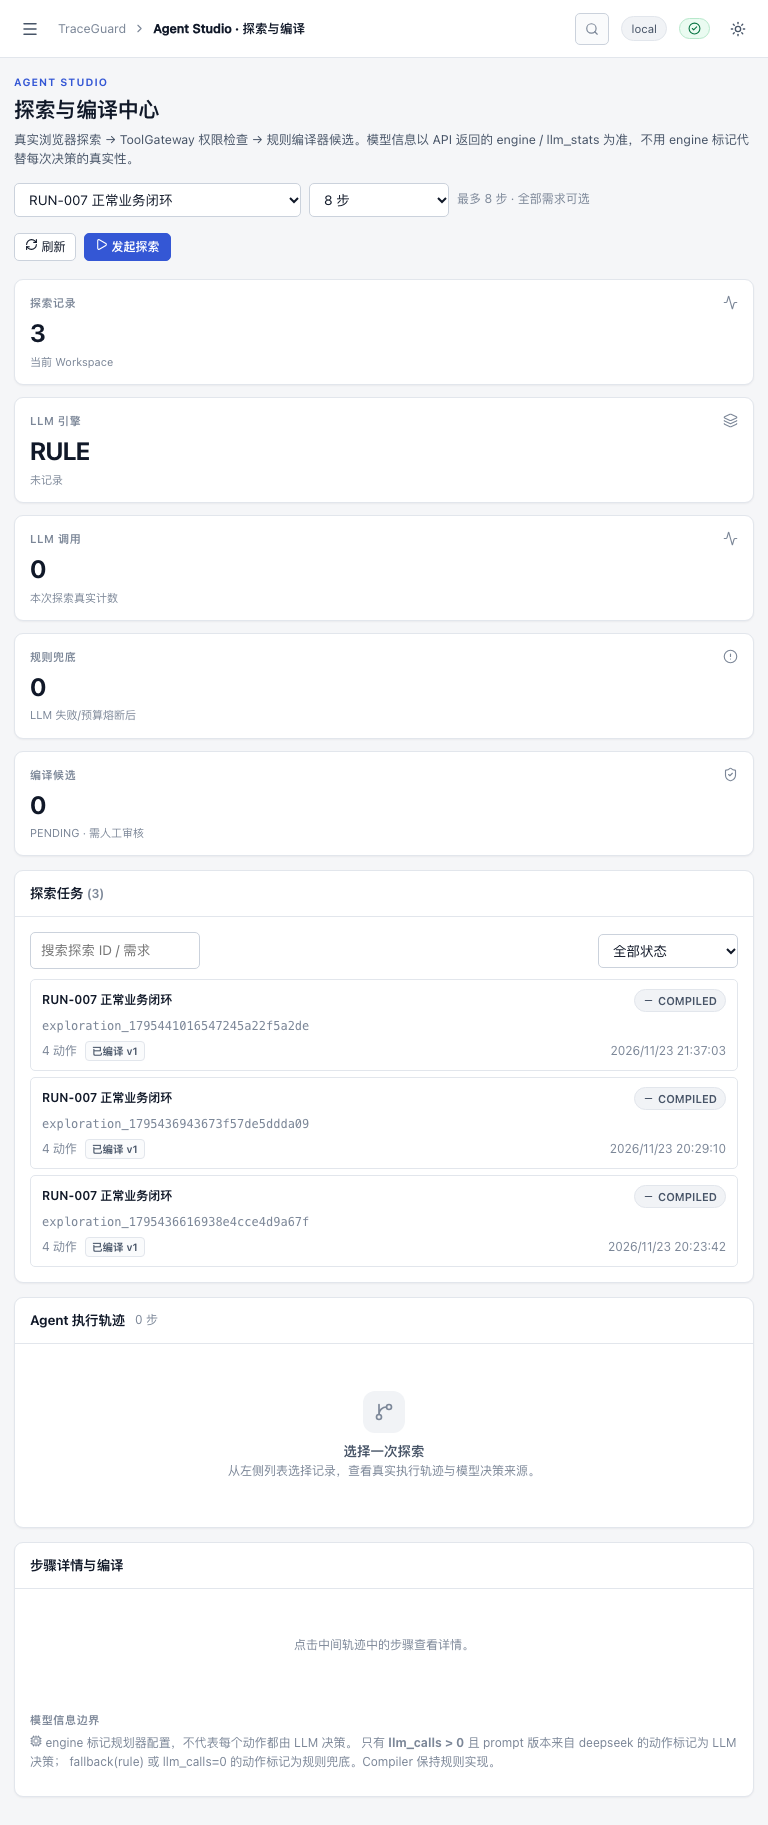 TraceGuard > Agent Studio · 探索与编译
local
AGENT STUDIO
探索与编译中心
真实浏览器探索 → ToolGateway 权限检查 → 规则编译器候选。模型信息以 API 返回的 engine / llm_stats 为准，不用 engine 标记代
替每次决策的真实性。
RUN-007 正常业务闭环
8 步
最多 8 步 · 全部需求可选
刷新
发起探索
探索记录
3
当前 Workspace
LLM 引擎
RULE
未记录
LLM 调用
0
本次探索真实计数
规则兜底
0
LLM 失败/预算熔断后
编译候选
0
PENDING · 需人工审核
探索任务 (3)
搜索探索 ID / 需求
全部状态
RUN-007 正常业务闭环
COMPILED
exploration_1795441016547245a22f5a2de
4 动作 已编译 v1
2026/11/23 21:37:03
RUN-007 正常业务闭环
COMPILED
exploration_1795436943673f57de5ddda09
4 动作 已编译 v1
2026/11/23 20:29:10
RUN-007 正常业务闭环
COMPILED
exploration_1795436616938e4cce4d9a67f
4 动作 已编译 v1
2026/11/23 20:23:42
Agent 执行轨迹 0 步
选择一次探索
从左侧列表选择记录，查看真实执行轨迹与模型决策来源。
步骤详情与编译
点击中间轨迹中的步骤查看详情。
模型信息边界
engine 标记规划器配置，不代表每个动作都由 LLM 决策。 只有 llm_calls > 0 且 prompt 版本来自 deepseek 的动作标记为 LLM
决策； fallback(rule) 或 llm_calls=0 的动作标记为规则兜底。Compiler 保持规则实现。